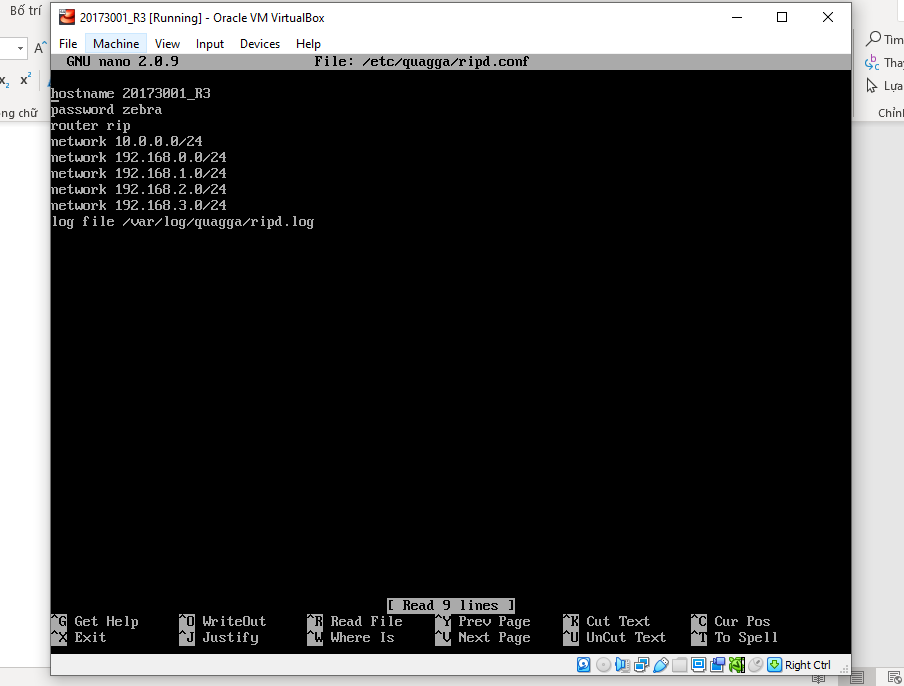 Bố trí
20173001_R3 [Running] - Oracle VM VirtualBox
File Machine View Input Devices Help
GNU nano 2.0.9 File: /etc/quagga/ripd.conf
hostname 20173001_R3
password zebra
router rip
network 10.0.0.0/24
network 192.168.0.0/24
network 192.168.1.0/24
network 192.168.2.0/24
network 192.168.3.0/24
log file /var/log/quagga/ripd.log
[ Read 9 lines ]
^G Get Help ^O WriteOut ^R Read File ^Y Prev Page ^K Cut Text ^C Cur Pos
^X Exit ^J Justify ^W Where Is ^V Next Page ^U UnCut Text ^T To Spell
Right Ctrl
A
x₂ x²
ng chữ
Tìm
Thay
Lựa
Chỉnh